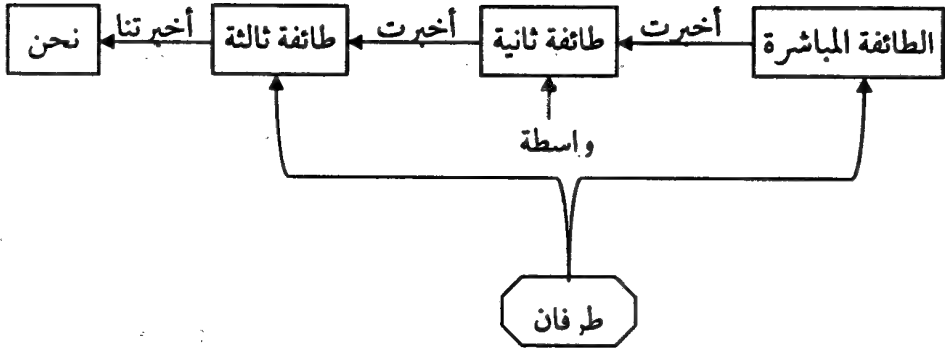 الطائفة المباشرة أخبرت طائفة ثانية أخبرت طائفة ثالثة أخبرتنا نحن
واسطة
طرفان